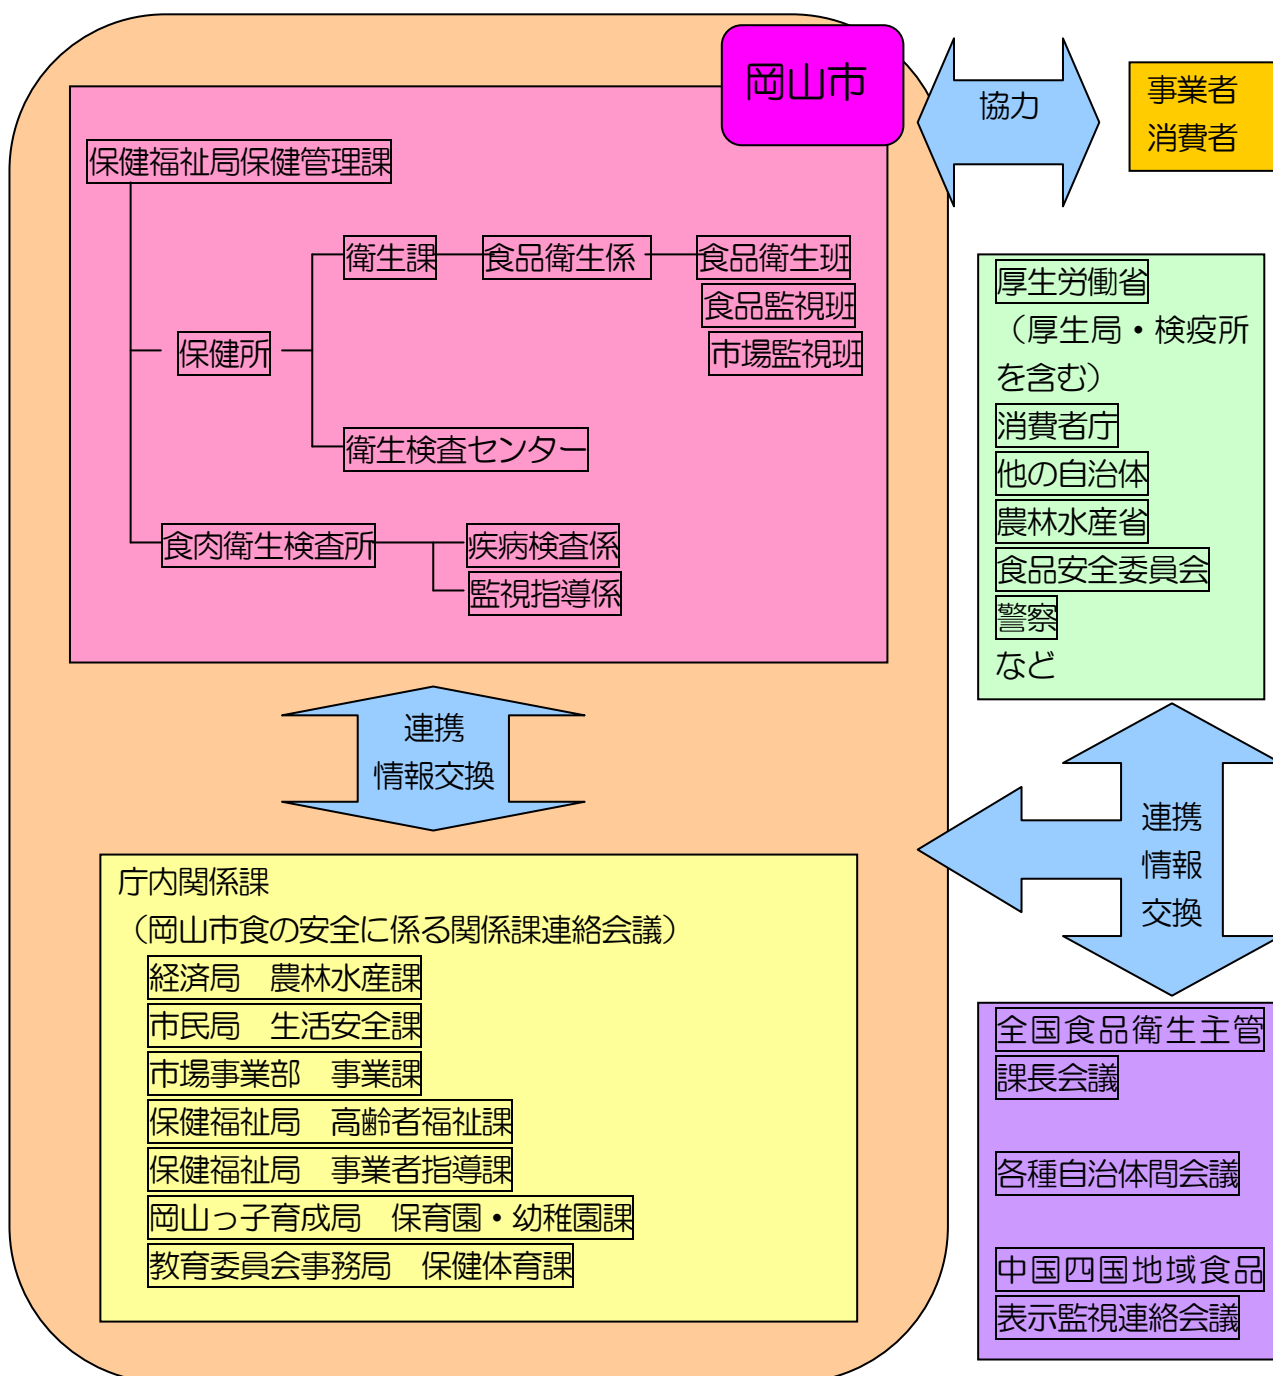 岡山市
協力
事業者
消費者
保健福祉局保健管理課
衛生課
食品衛生係
食品衛生班
食品監視班
保健所
市場監視班
衛生検査センター
食肉衛生検査所
疾病検査係
監視指導係
厚生労働省
（厚生局・検疫所
を含む）
消費者庁
他の自治体
農林水産省
食品安全委員会
警察
など
連携
情報交換
連携
情報
交換
庁内関係課
（岡山市食の安全に係る関係課連絡会議）
経済局　農林水産課
市民局　生活安全課
市場事業部　事業課
保健福祉局　高齢者福祉課
保健福祉局　事業者指導課
岡山っ子育成局　保育園・幼稚園課
教育委員会事務局　保健体育課
全国食品衛生主管
課長会議
各種自治体間会議
中国四国地域食品
表示監視連絡会議